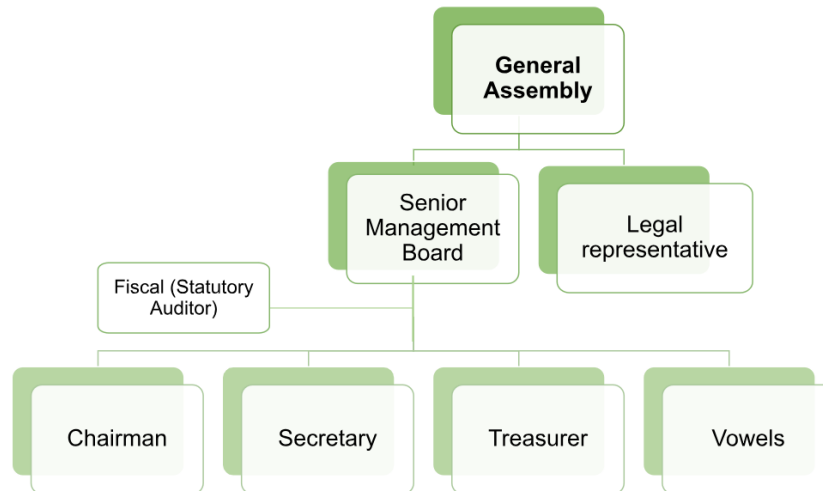 General
Assembly
Senior
Management
Board
Legal
representative
Fiscal (Statutory
Auditor)
Chairman
Secretary
Treasurer
Vowels